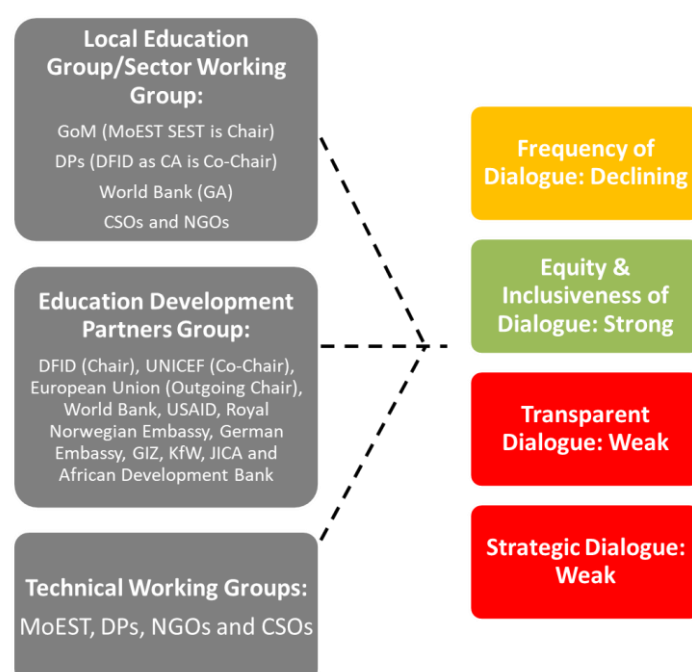 Local Education
Group/Sector Working
Group:
GoM (MoEST SEST is Chair)
DPs (DFID as CA is Co-Chair)
World Bank (GA)
CSOs and NGOs
Education Development
Partners Group:
DFID (Chair), UNICEF (Co-Chair),
European Union (Outgoing Chair),
World Bank, USAID, Royal
Norwegian Embassy, German
Embassy, GIZ, KfW, JICA and
African Development Bank
Technical Working Groups:
MoEST, DPs, NGOs and CSOs
Frequency of
Dialogue: Declining
Equity &
Inclusiveness of
Dialogue: Strong
Transparent
Dialogue: Weak
Strategic Dialogue:
Weak